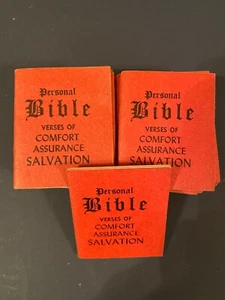 Personal
Bible
VERSES OF
COMFORT
ASSURANCE
SALVATION
Personal
Bible
VERSES OF
COMFORT
ASSURANCE
SALVATION
Personal
Bible
VERSES OF
COMFORT
ASSURANCE
SALVATION